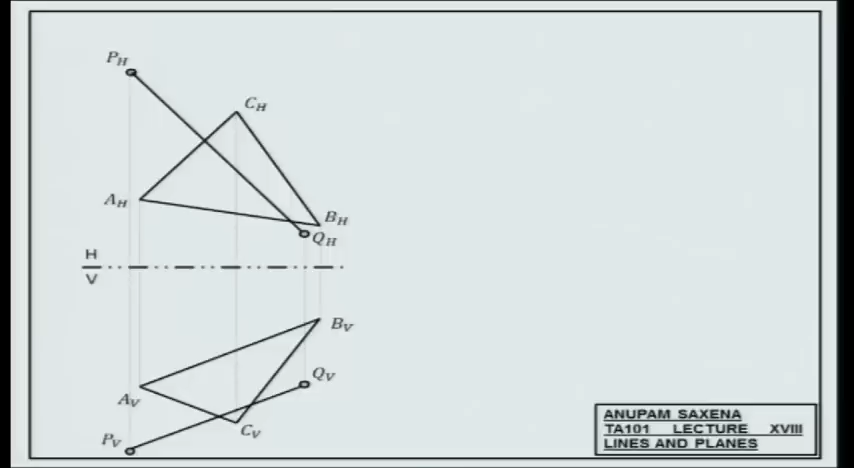 P_H
C_H
A_H
B_H
Q_H
H
V
B_V
Q_V
A_V
C_V
P_V
ANUPAM SAXENA
TA101 LECTURE XVIII
LINES AND PLANES